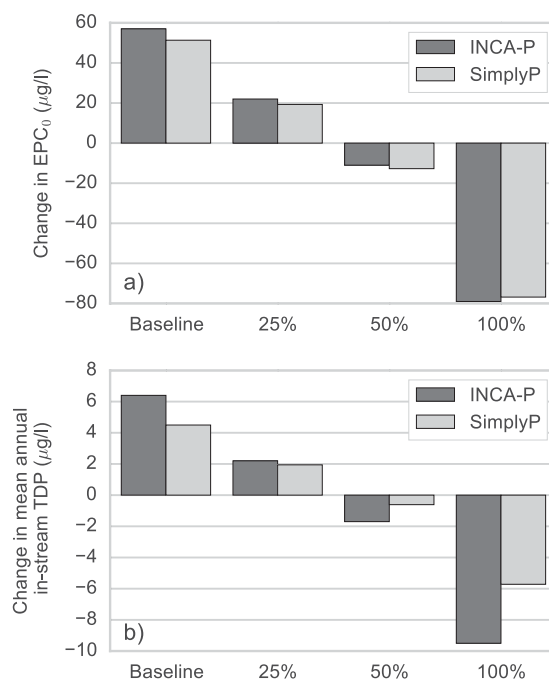 60
40
20
0
−20
−40
−60
−80
Change in EPC₀ (μg/l)
INCA-P
SimplyP
a)
Baseline 25% 50% 100%
8
6
4
2
0
−2
−4
−6
−8
−10
Change in mean annual
in-stream TDP (μg/l)
INCA-P
SimplyP
b)
Baseline 25% 50% 100%